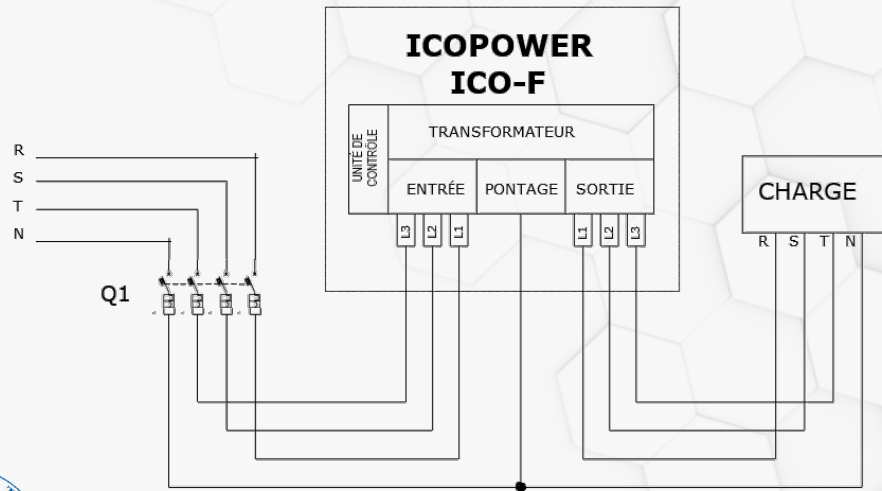 ICOPOWER
ICO-F
UNITÉ DE
CONTRÔLE
TRANSFORMATEUR
ENTRÉE
PONTAGE
SORTIE
L3
L2
L1
L1
L2
L3
R
S
T
N
Q1
CHARGE
R S T N